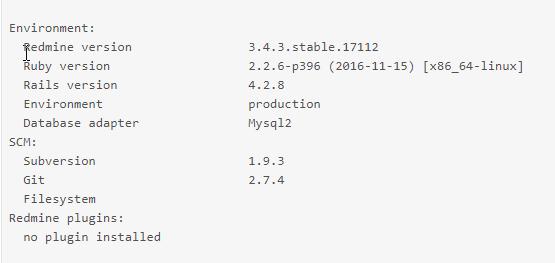 Environment:
Redmine version 3.4.3.stable.17112
Ruby version 2.2.6-p396 (2016-11-15) [x86_64-linux]
Rails version 4.2.8
Environment production
Database adapter Mysql2
SCM:
Subversion 1.9.3
Git 2.7.4
Filesystem
Redmine plugins:
no plugin installed